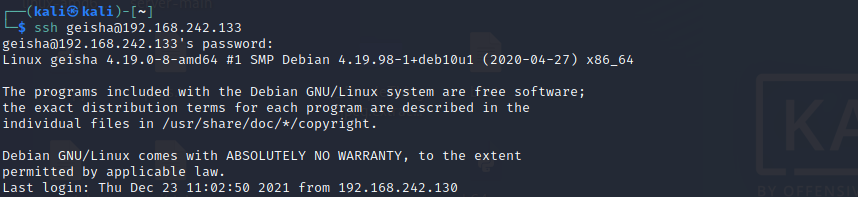 ┌──(kali㉿kali)-[~]
└─$ ssh geisha@192.168.242.133
geisha@192.168.242.133's password:
Linux geisha 4.19.0-8-amd64 #1 SMP Debian 4.19.98-1+deb10u1 (2020-04-27) x86_64

The programs included with the Debian GNU/Linux system are free software;
the exact distribution terms for each program are described in the
individual files in /usr/share/doc/*/copyright.

Debian GNU/Linux comes with ABSOLUTELY NO WARRANTY, to the extent
permitted by applicable law.
Last login: Thu Dec 23 11:02:50 2021 from 192.168.242.130
KA
BY OFFENSIV